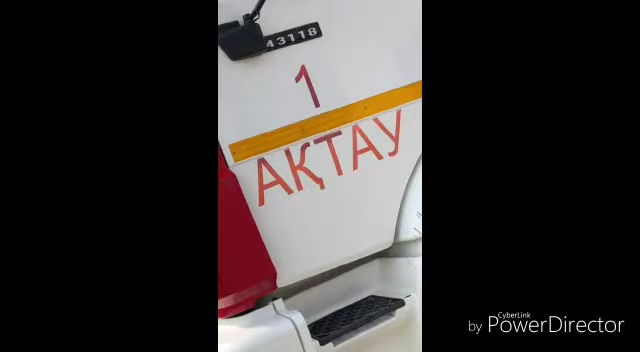 43118
1
АҚТАУ
CyberLink
by PowerDirector